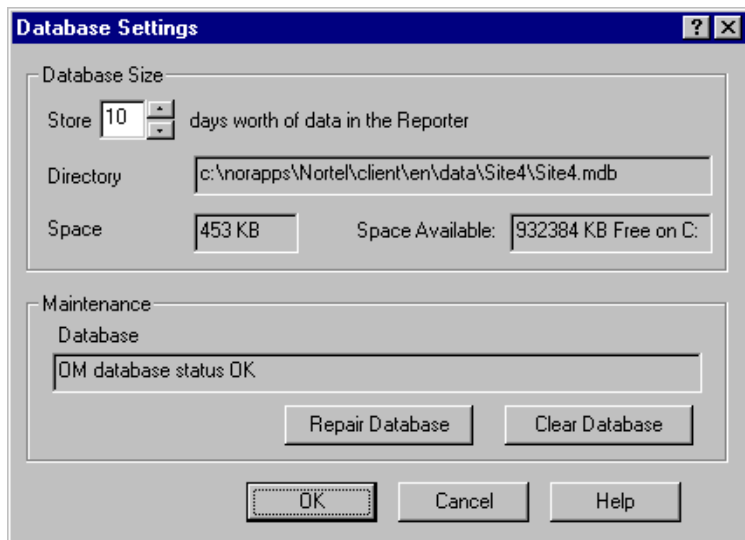 Database Settings
Database Size
Store 10 days worth of data in the Reporter
Directory c:\norapps\Nortel\client\en\data\Site4\Site4.mdb
Space 453 KB Space Available: 932384 KB Free on C:
Maintenance
Database
OM database status OK
Repair Database Clear Database
OK Cancel Help